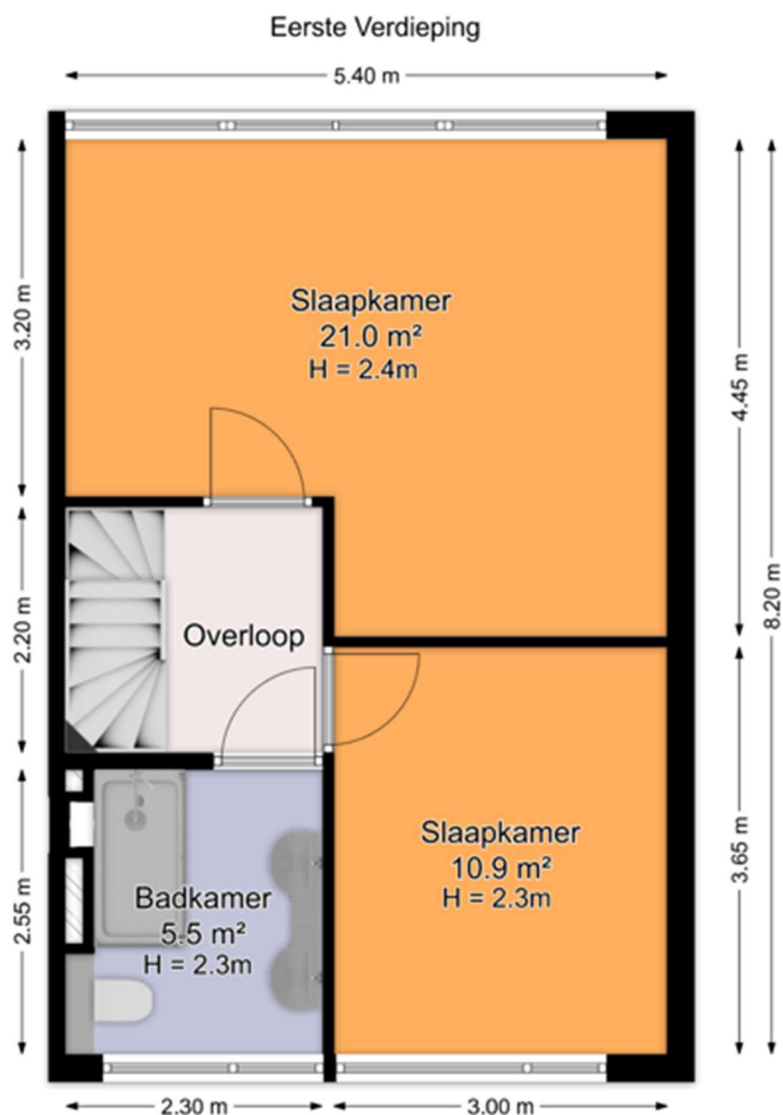 Eerste Verdieping
5.40 m
3.20 m
Slaapkamer
21.0 m²
H = 2.4m
4.45 m
8.20 m
2.20 m
Overloop
Slaapkamer
10.9 m²
H = 2.3m
3.65 m
2.55 m
Badkamer
5.5 m²
H = 2.3m
2.30 m
3.00 m